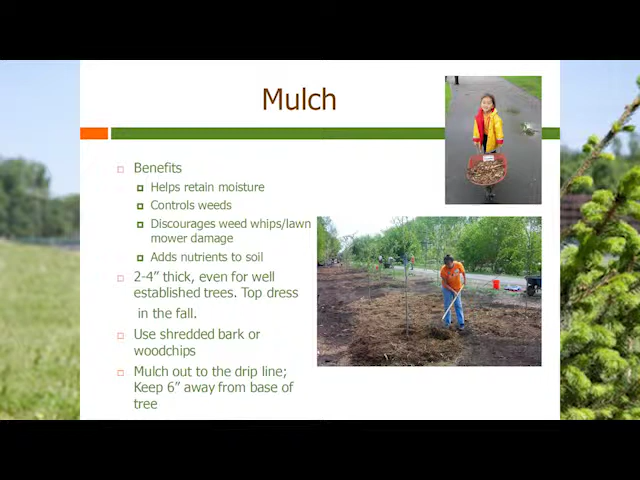 Mulch
Benefits
Helps retain moisture
Controls weeds
Discourages weed whips/lawn
mower damage
Adds nutrients to soil
2-4” thick, even for well
established trees. Top dress
in the fall.
Use shredded bark or
woodchips
Mulch out to the drip line;
Keep 6” away from base of
tree